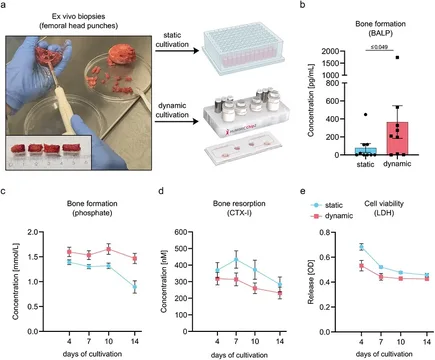 a
Ex vivo biopsies
(femoral head punches)
static
cultivation
dynamic
cultivation
b
Bone formation
(BALP)
≤0.049
Concentration [pg/mL]
2000
1500
1000
800
600
400
200
0
static
dynamic
c
Bone formation
(phosphate)
Concentration [mmol/L]
2.0
1.5
1.0
0.5
0.0
4 7 10 14
days of cultivation
d
Bone resorption
(CTX-I)
Concentration [nM]
600
500
400
300
200
100
0
4 7 10 14
days of cultivation
e
static
dynamic
Cell viability
(LDH)
Release [OD]
0.8
0.6
0.4
0.2
0.0
4 7 10 14
days of cultivation